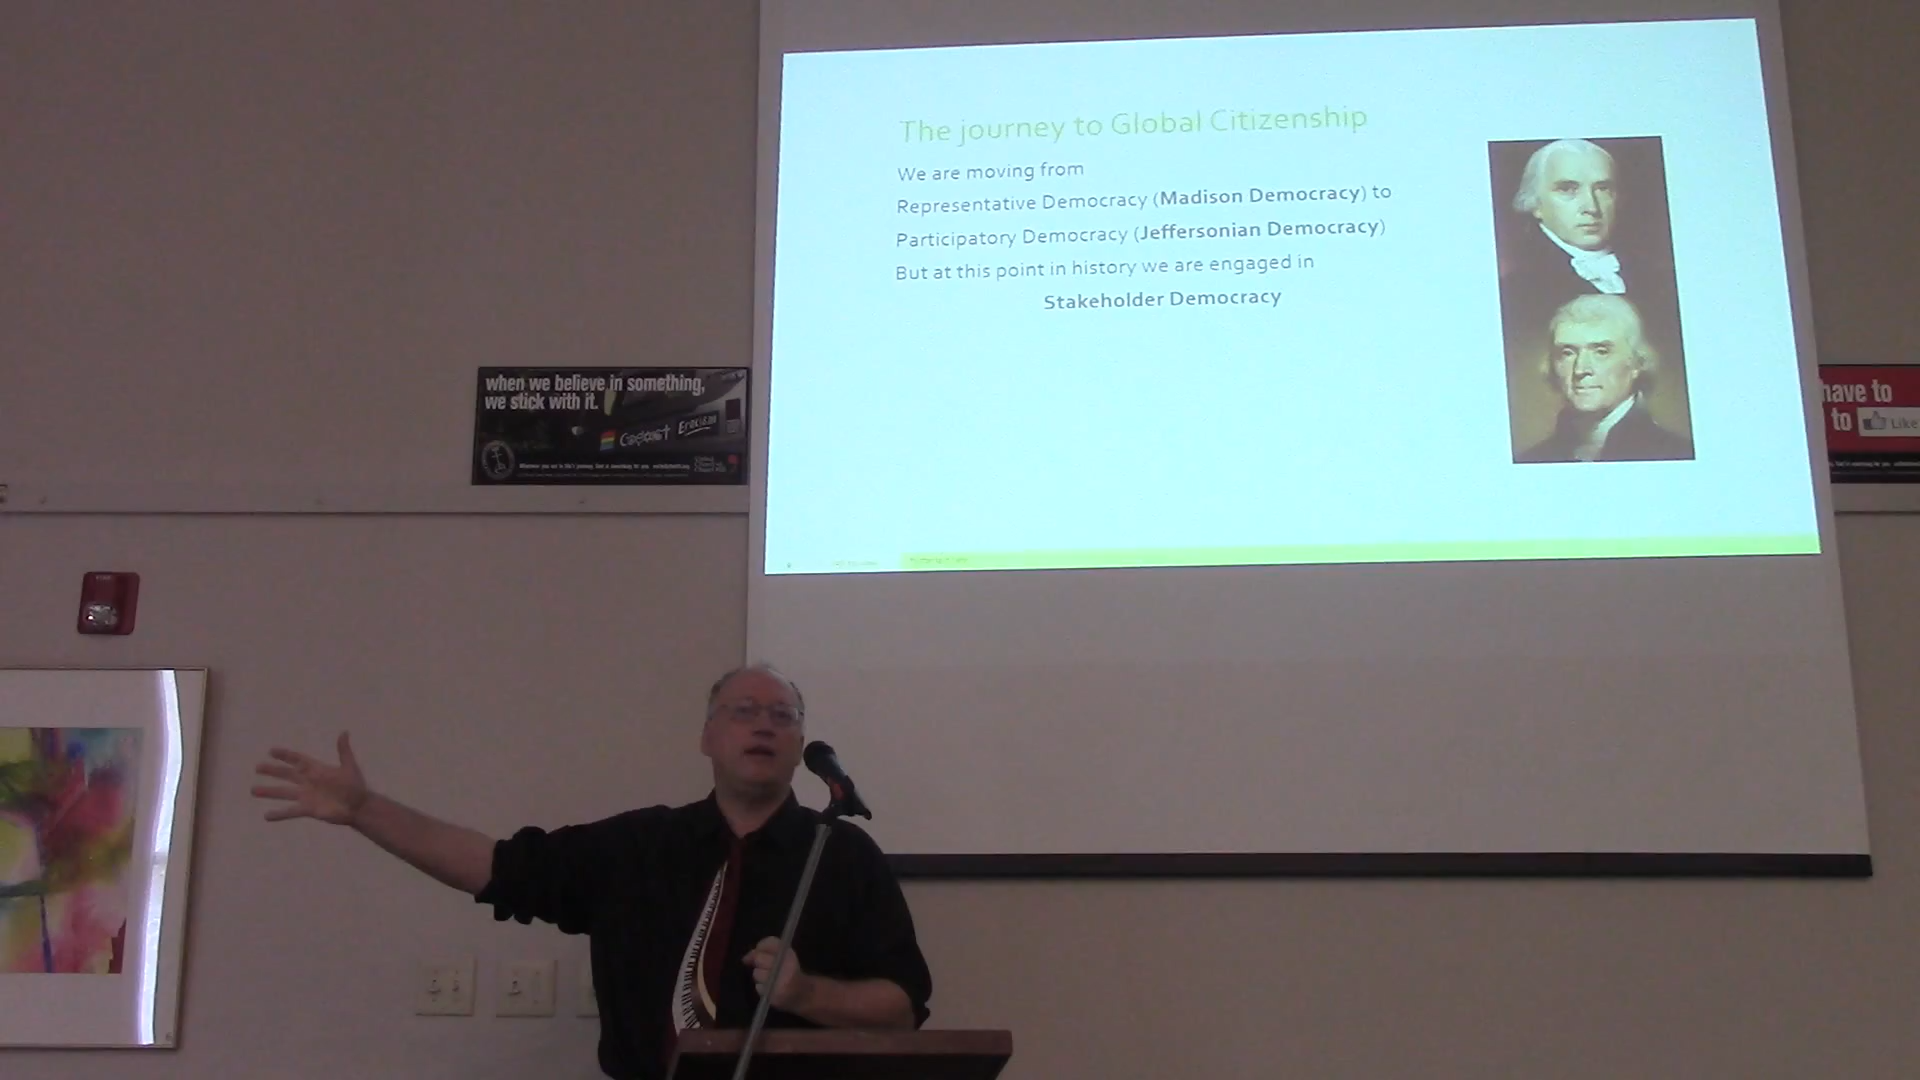 The journey to Global Citizenship
We are moving from
Representative Democracy (Madison Democracy) to
Participatory Democracy (Jeffersonian Democracy)
But at this point in history we are engaged in
Stakeholder Democracy
when we believe in something,
we stick with it.
have to
to Like
FIRE